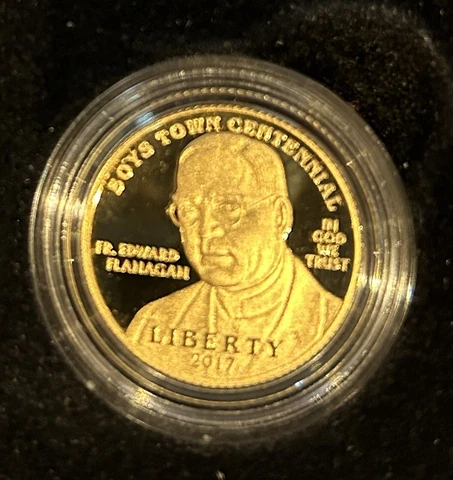 BOYS TOWN CENTENNIAL
FR. EDWARD
FLANAGAN
IN
GOD
WE
TRUST
LIBERTY
2017